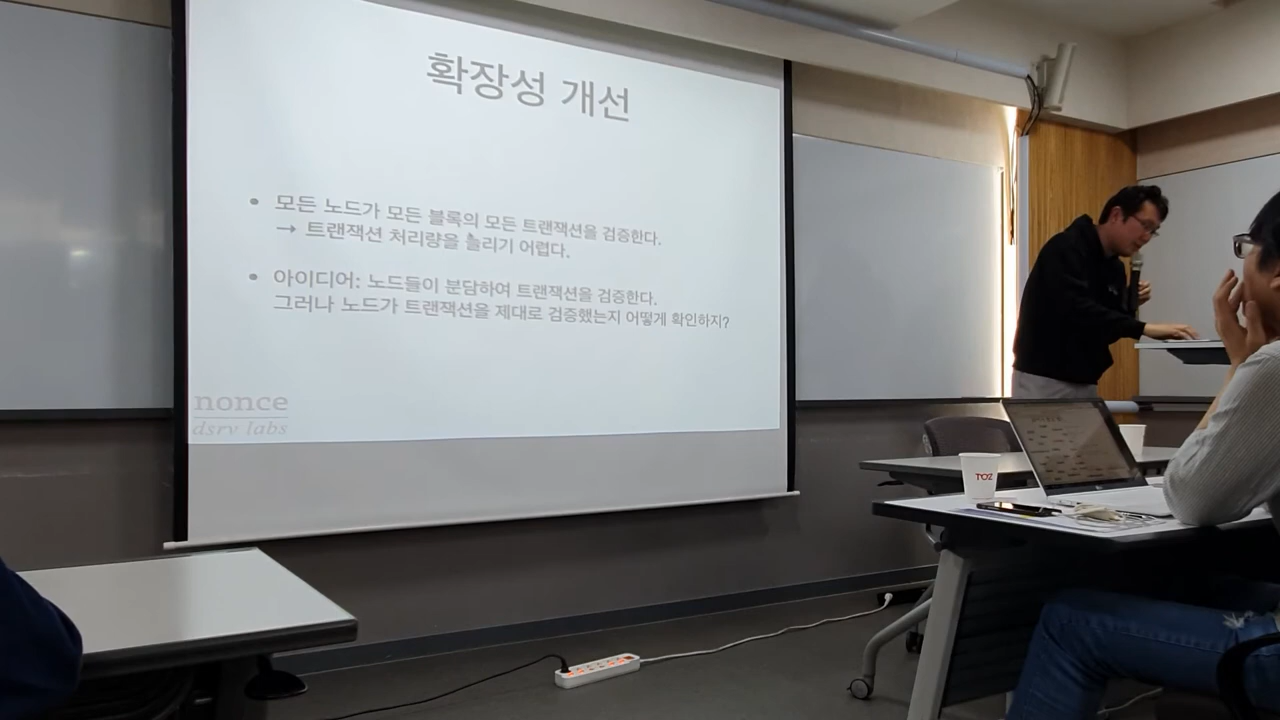 확장성 개선
• 모든 노드가 모든 블록의 모든 트랜잭션을 검증한다.
→ 트랜잭션 처리량을 늘리기 어렵다.
• 아이디어: 노드들이 분담하여 트랜잭션을 검증한다.
그러나 노드가 트랜잭션을 제대로 검증했는지 어떻게 확인하지?
nonce
dsrv labs
TOZ